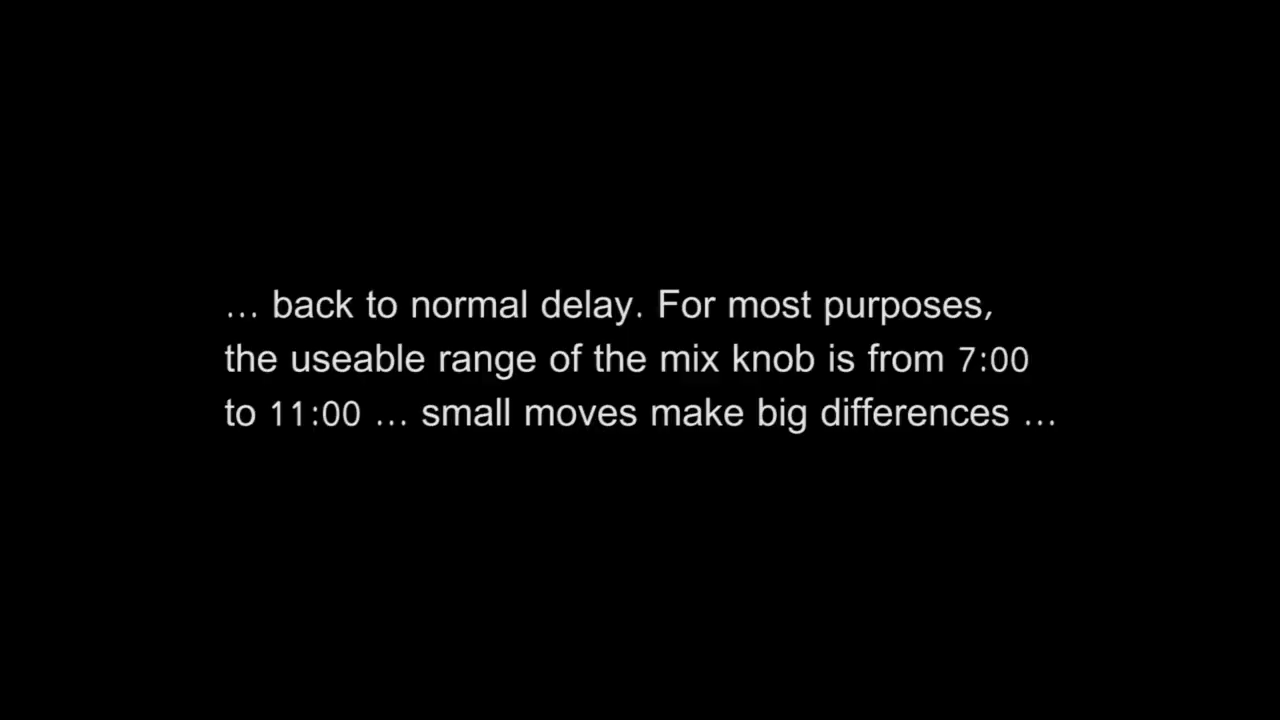 … back to normal delay. For most purposes,
the useable range of the mix knob is from 7:00
to 11:00 … small moves make big differences …